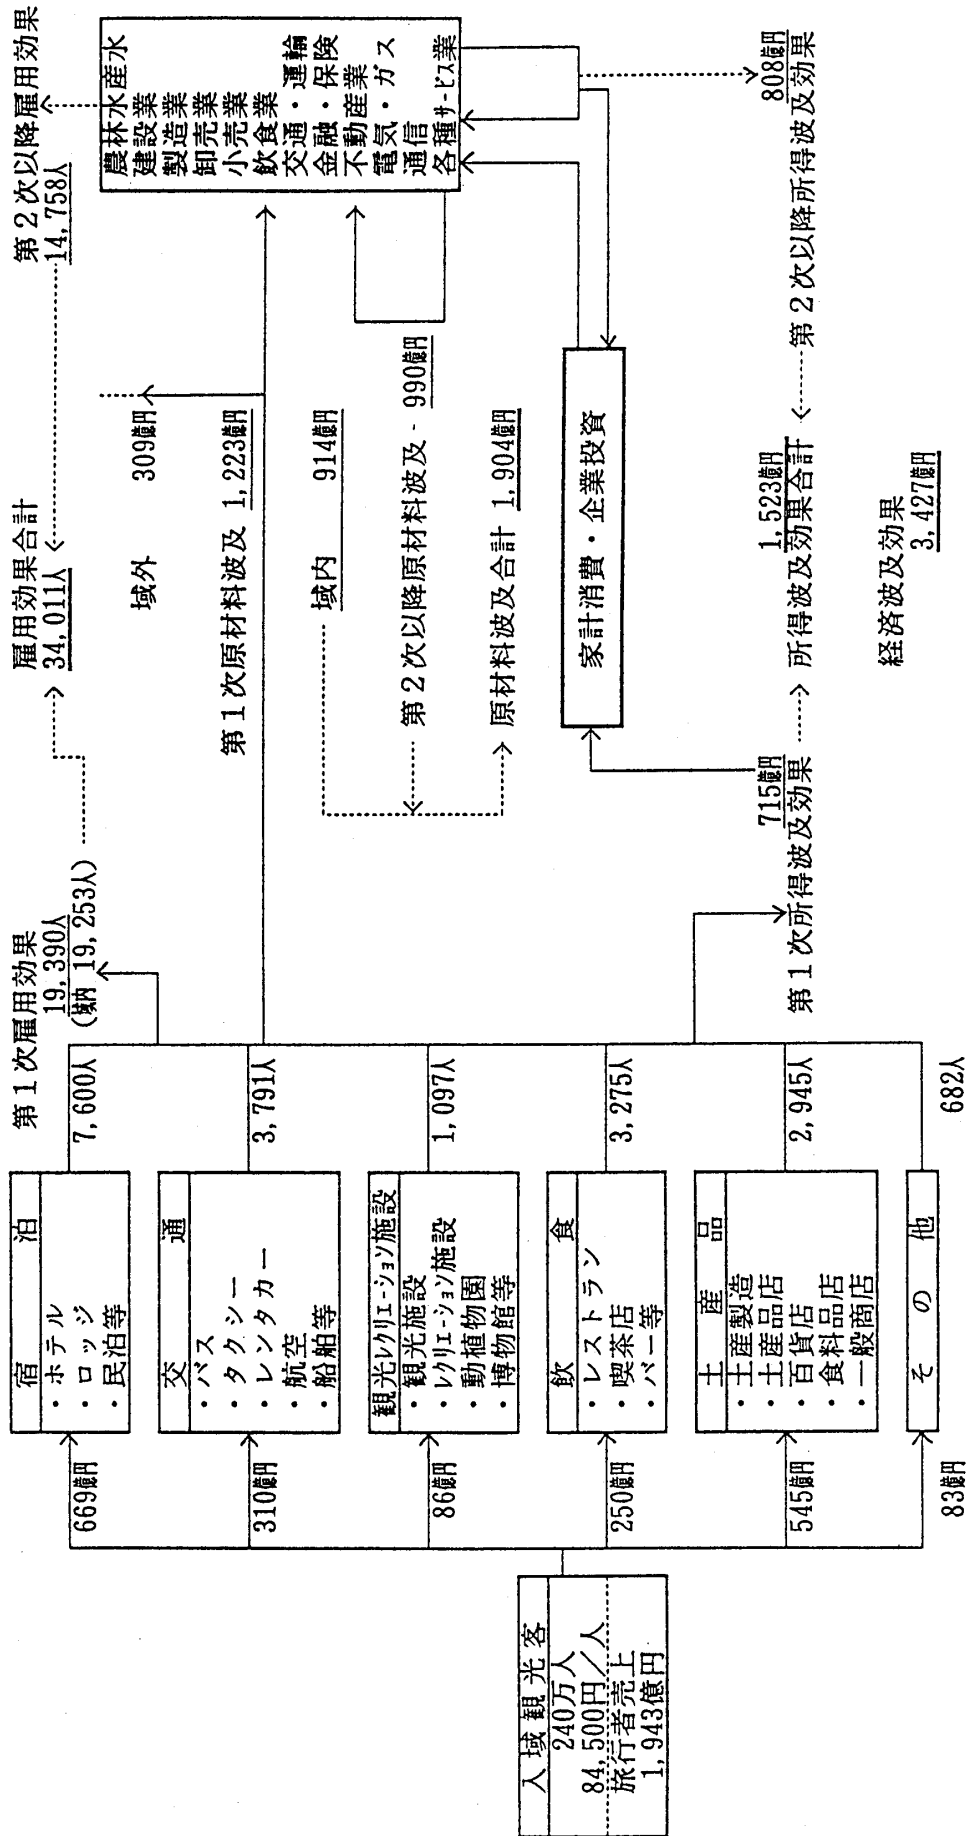 入域観光客
240万人
84,500円／人
旅行者売上
1,943億円
669億円
310億円
86億円
250億円
545億円
83億円
宿泊
・ホテル
・ロッジ
・民泊等
交通
・バス
・タクシー
・レンタカー
・航空
・船舶等
観光ﾚｸﾘｴｰｼｮﾝ施設
・観光施設
・ﾚｸﾘｴｰｼｮﾝ施設
・動植物園
・博物館等
飲食
・レストラン
・喫茶店
・バー等
土産品
・土産製造
・土産品店
・百貨店
・食料品店
・一般商店
その他
7,600人
3,791人
1,097人
3,275人
2,945人
682人
第１次雇用効果
19,390人
(域内 19,253人)
雇用効果合計
34,011人
第２次以降雇用効果
14,758人
域外 309億円
第１次原材料波及 1,223億円
域内 914億円
第２次以降原材料波及 - 990億円
原材料波及合計 1,904億円
家計消費・企業投資
715億円
第１次所得波及効果
1,523億円
所得波及効果合計
808億円
第２次以降所得波及効果
経済波及効果
3,427億円
農林水産水
建設業
製造業
卸売業
小売業
飲食業
交通・運輸
金融・保険
不動産業
電気・ガス
通信
各種ｻｰﾋﾞｽ業